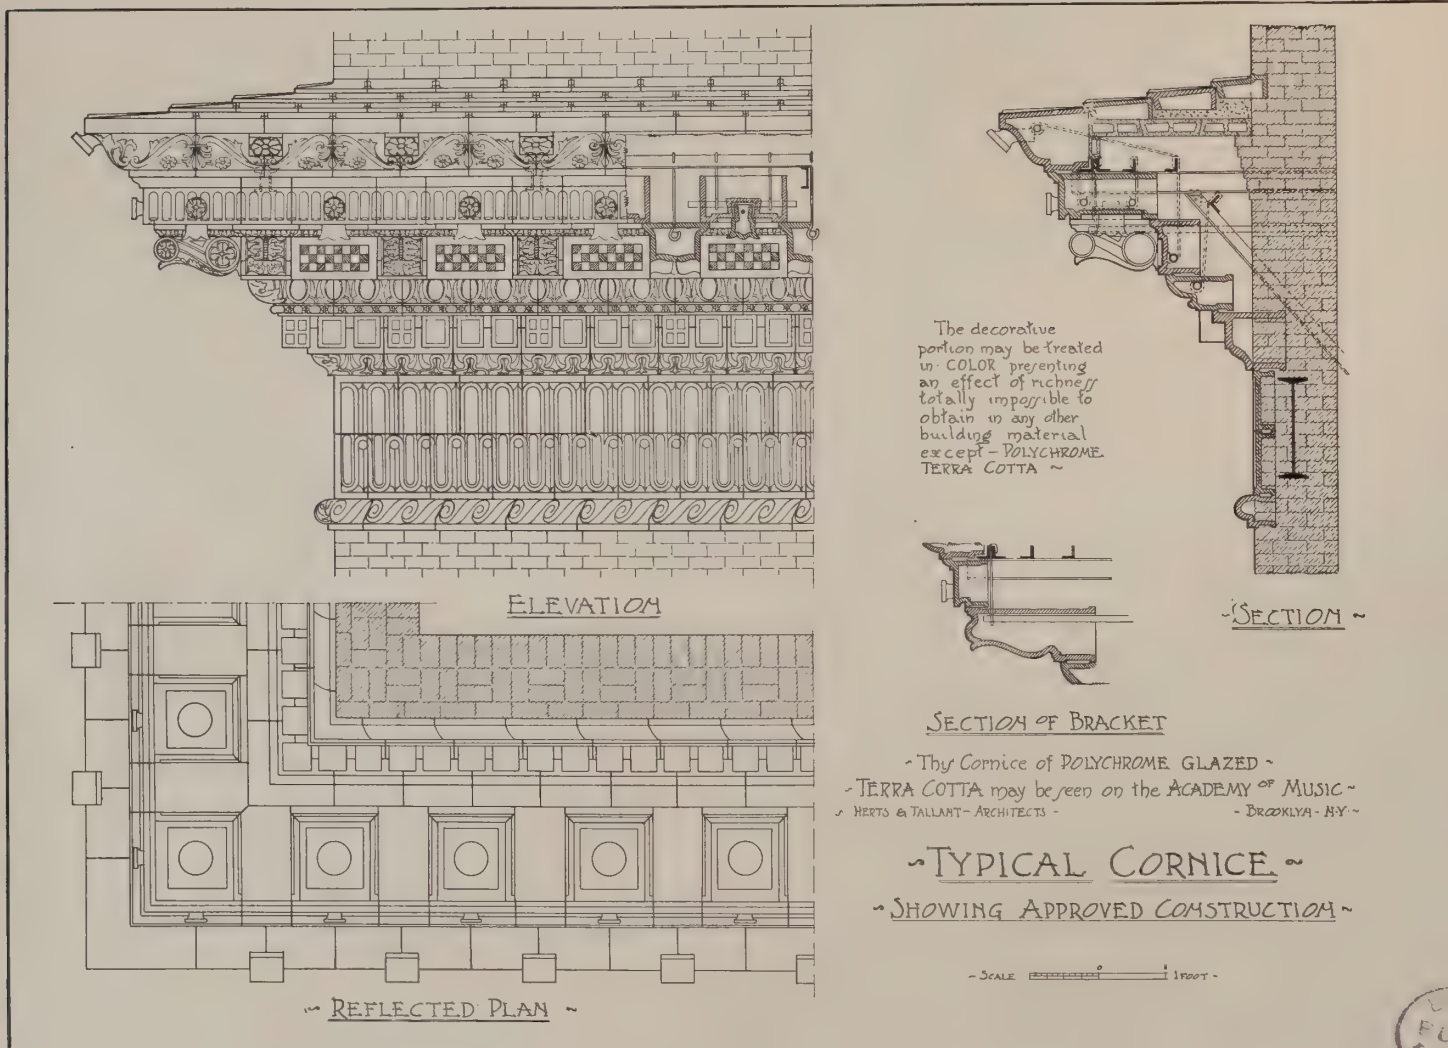 ELEVATION
The decorative
portion may be treated
in COLOR presenting
an effect of richness
totally impossible to
obtain in any other
building material
except - POLYCHROME
TERRA COTTA ~
- SECTION ~
SECTION OF BRACKET
- This Cornice of POLYCHROME GLAZED -
- TERRA COTTA may be seen on the ACADEMY OF MUSIC -
HERTS & TALLANT - ARCHITECTS -
- BROOKLYN - N.Y. -
~ TYPICAL CORNICE ~
~ SHOWING APPROVED CONSTRUCTION ~
- SCALE 0 1 FOOT -
~ REFLECTED PLAN ~